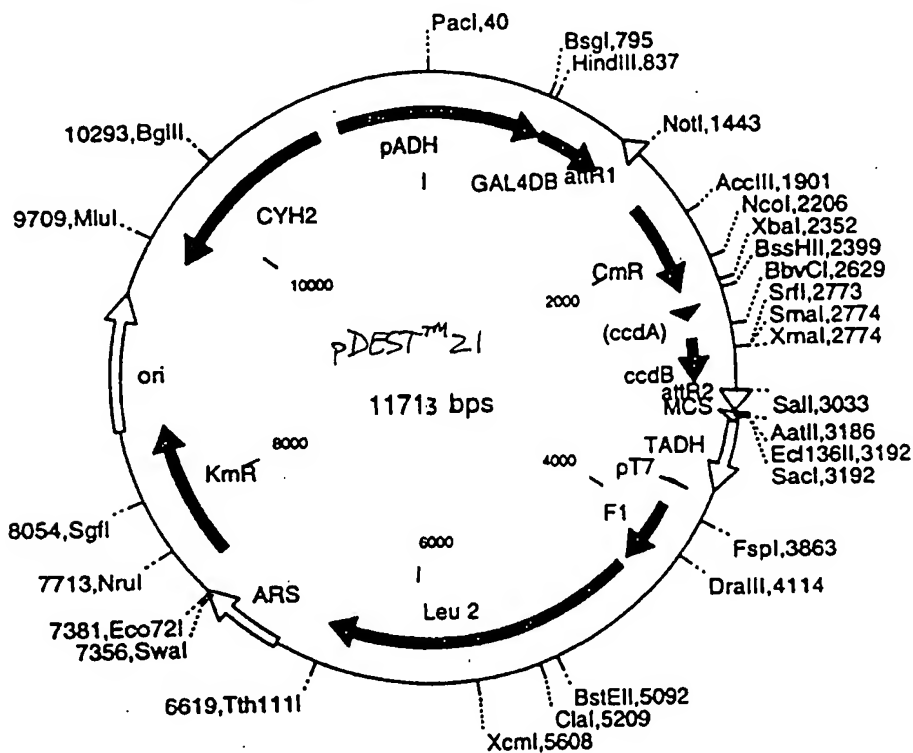 PacI,40
BsgI,795
HindIII,837
NotI,1443
AccIII,1901
NcoI,2206
XbaI,2352
BssHII,2399
BbvCI,2629
SrfI,2773
SmaI,2774
XmaI,2774
SalI,3033
AatII,3186
Ecl136II,3192
SacI,3192
FspI,3863
DraIII,4114
BstEII,5092
ClaI,5209
XcmI,5608
6619,Tth111I
7356,SwaI
7381,Eco72I
7713,NruI
8054,SgfI
9709,MluI
10293,BglII
pADH
GAL4DB
attR1
CmR
(ccdA)
ccdB
attR2
MCS
TADH
pT7
F1
Leu 2
ARS
KmR
ori
CYH2
2000
4000
6000
8000
10000
pDEST™21
11713 bps